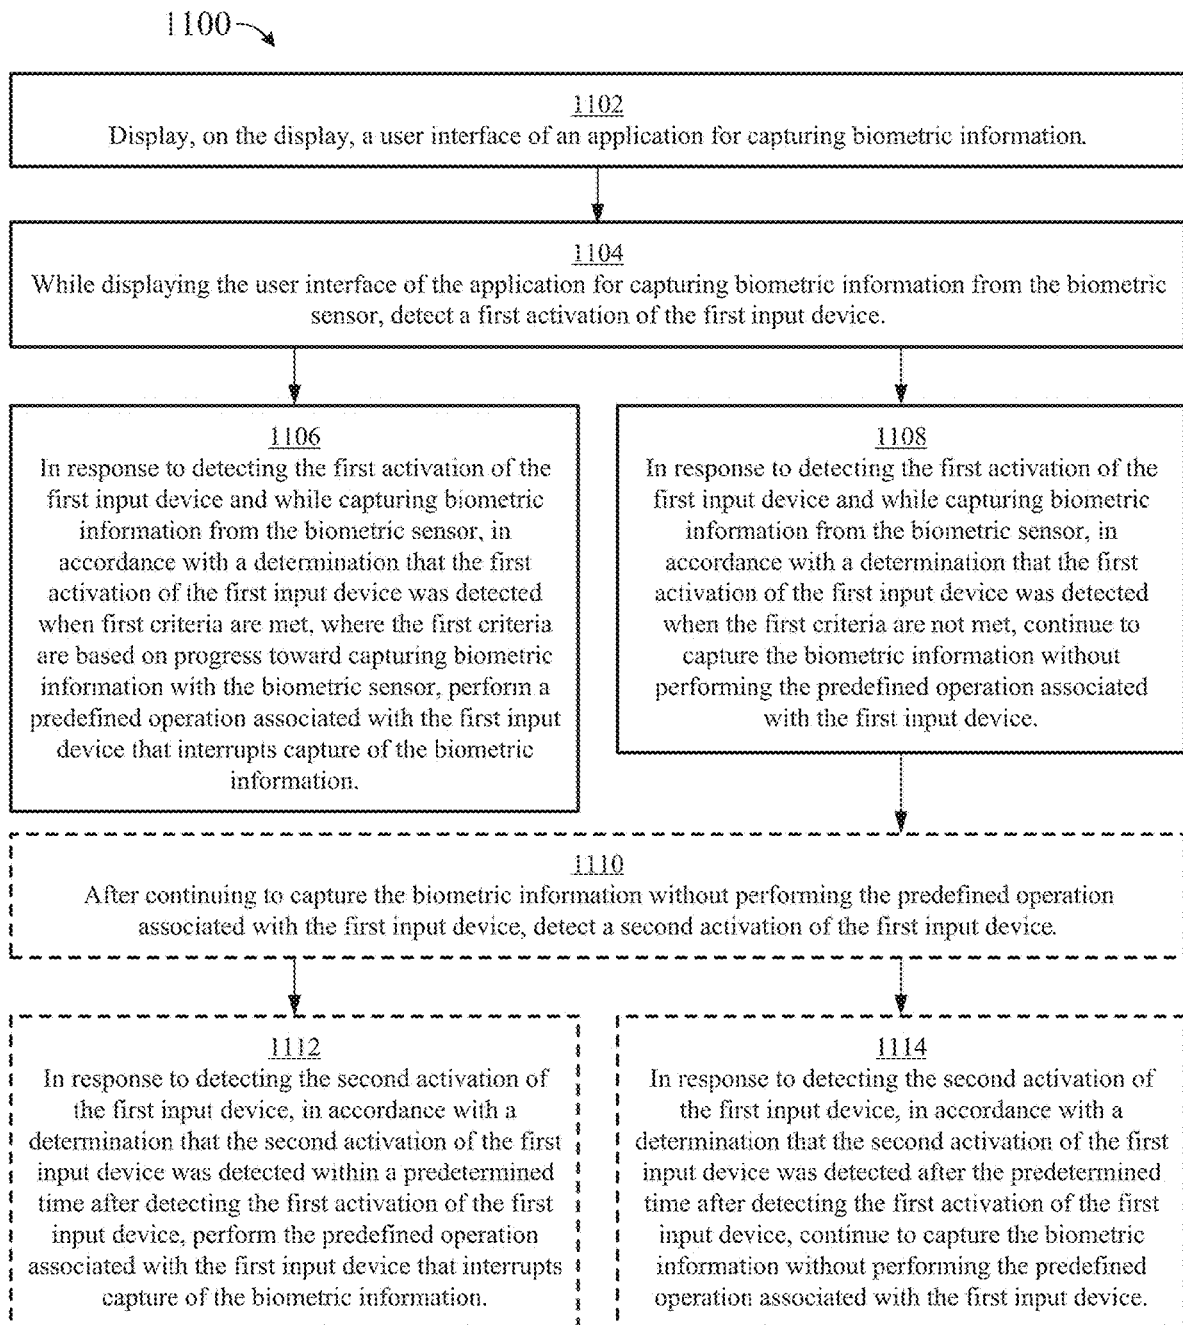 1100
1102
Display, on the display, a user interface of an application for capturing biometric information.
1104
While displaying the user interface of the application for capturing biometric information from the biometric
sensor, detect a first activation of the first input device.
1106
In response to detecting the first activation of the
first input device and while capturing biometric
information from the biometric sensor, in
accordance with a determination that the first
activation of the first input device was detected
when first criteria are met, where the first criteria
are based on progress toward capturing biometric
information with the biometric sensor, perform a
predefined operation associated with the first input
device that interrupts capture of the biometric
information.
1108
In response to detecting the first activation of the
first input device and while capturing biometric
information from the biometric sensor, in
accordance with a determination that the first
activation of the first input device was detected
when the first criteria are not met, continue to
capture the biometric information without
performing the predefined operation associated
with the first input device.
1110
After continuing to capture the biometric information without performing the predefined operation
associated with the first input device, detect a second activation of the first input device.
1112
In response to detecting the second activation of
the first input device, in accordance with a
determination that the second activation of the first
input device was detected within a predetermined
time after detecting the first activation of the first
input device, perform the predefined operation
associated with the first input device that interrupts
capture of the biometric information.
1114
In response to detecting the second activation of
the first input device, in accordance with a
determination that the second activation of the first
input device was detected after the predetermined
time after detecting the first activation of the first
input device, continue to capture the biometric
information without performing the predefined
operation associated with the first input device.